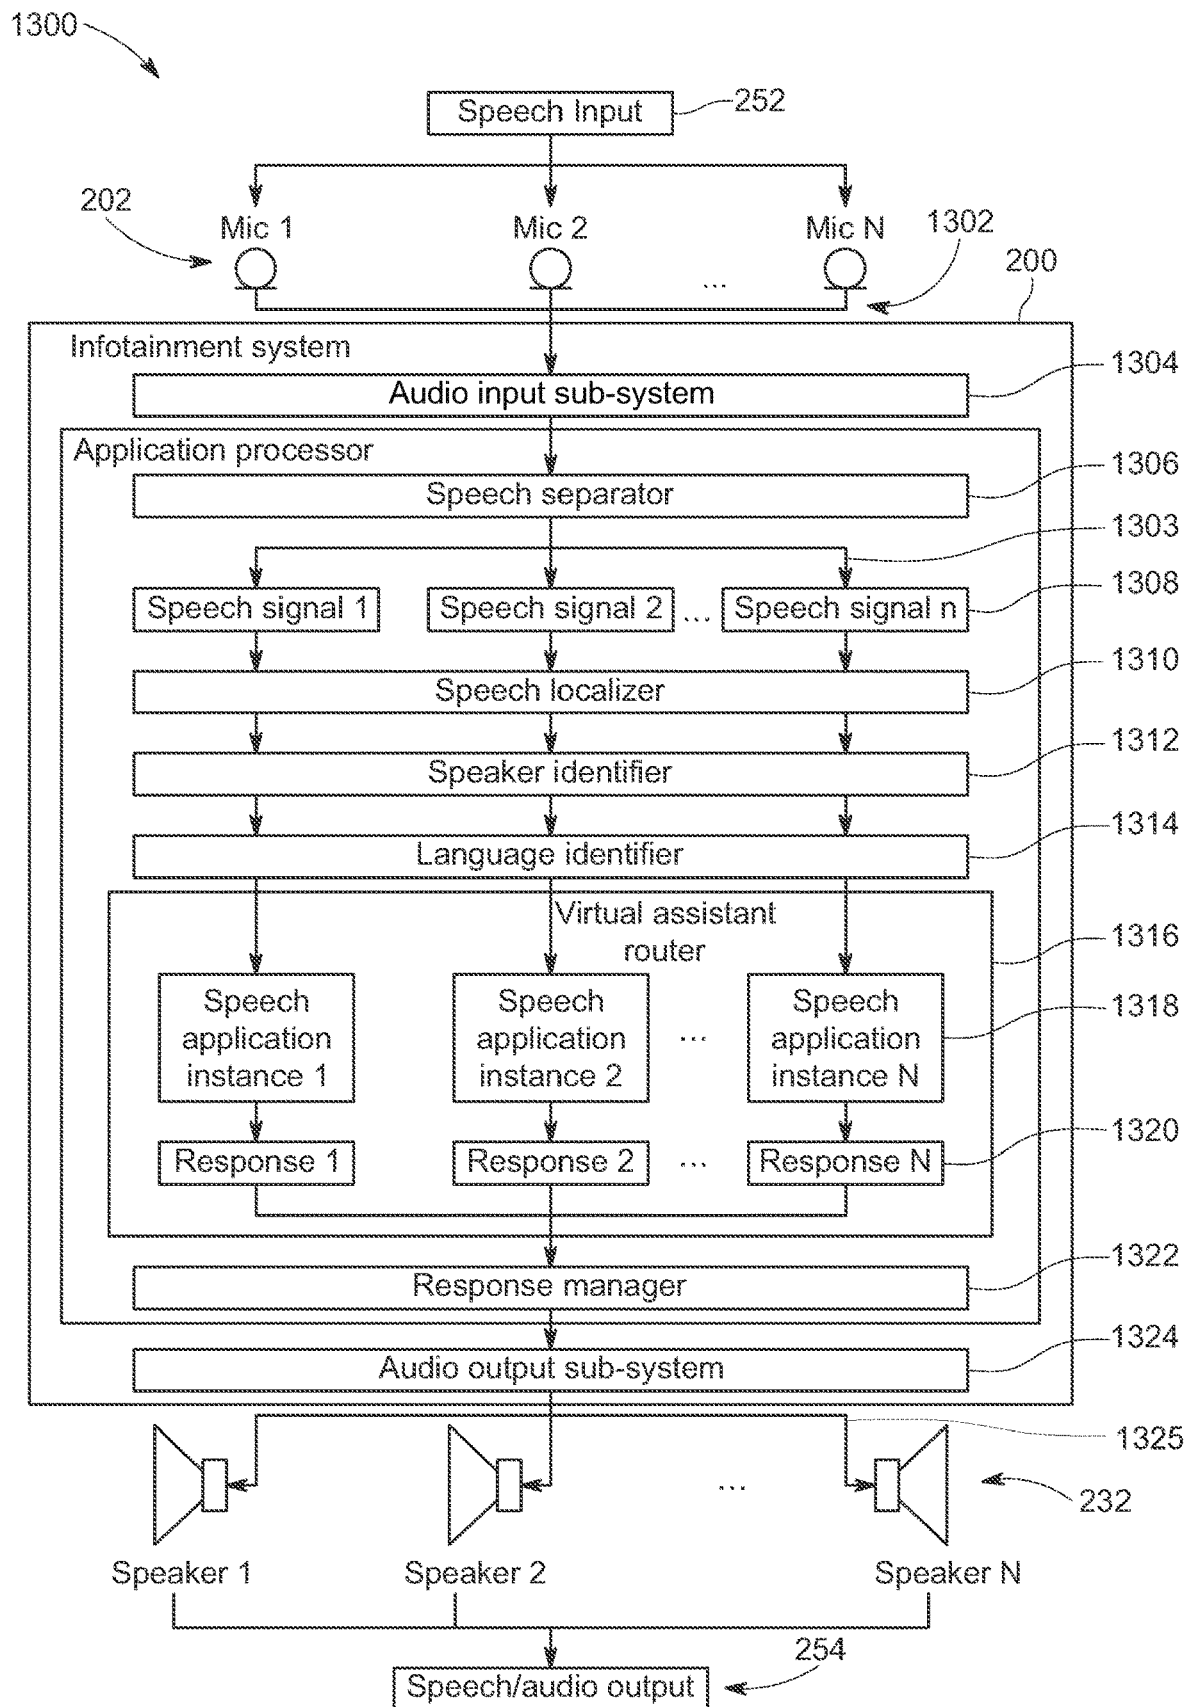 1300
Speech Input
252
202
Mic 1
Mic 2
Mic N
1302
...
200
Infotainment system
1304
Audio input sub-system
Application processor
1306
Speech separator
1303
Speech signal 1
Speech signal 2
...
Speech signal n
1308
1310
Speech localizer
1312
Speaker identifier
1314
Language identifier
Virtual assistant
router
1316
Speech
application
instance 1
Speech
application
instance 2
...
Speech
application
instance N
1318
Response 1
Response 2
...
Response N
1320
1322
Response manager
1324
Audio output sub-system
1325
...
232
Speaker 1
Speaker 2
Speaker N
254
Speech/audio output